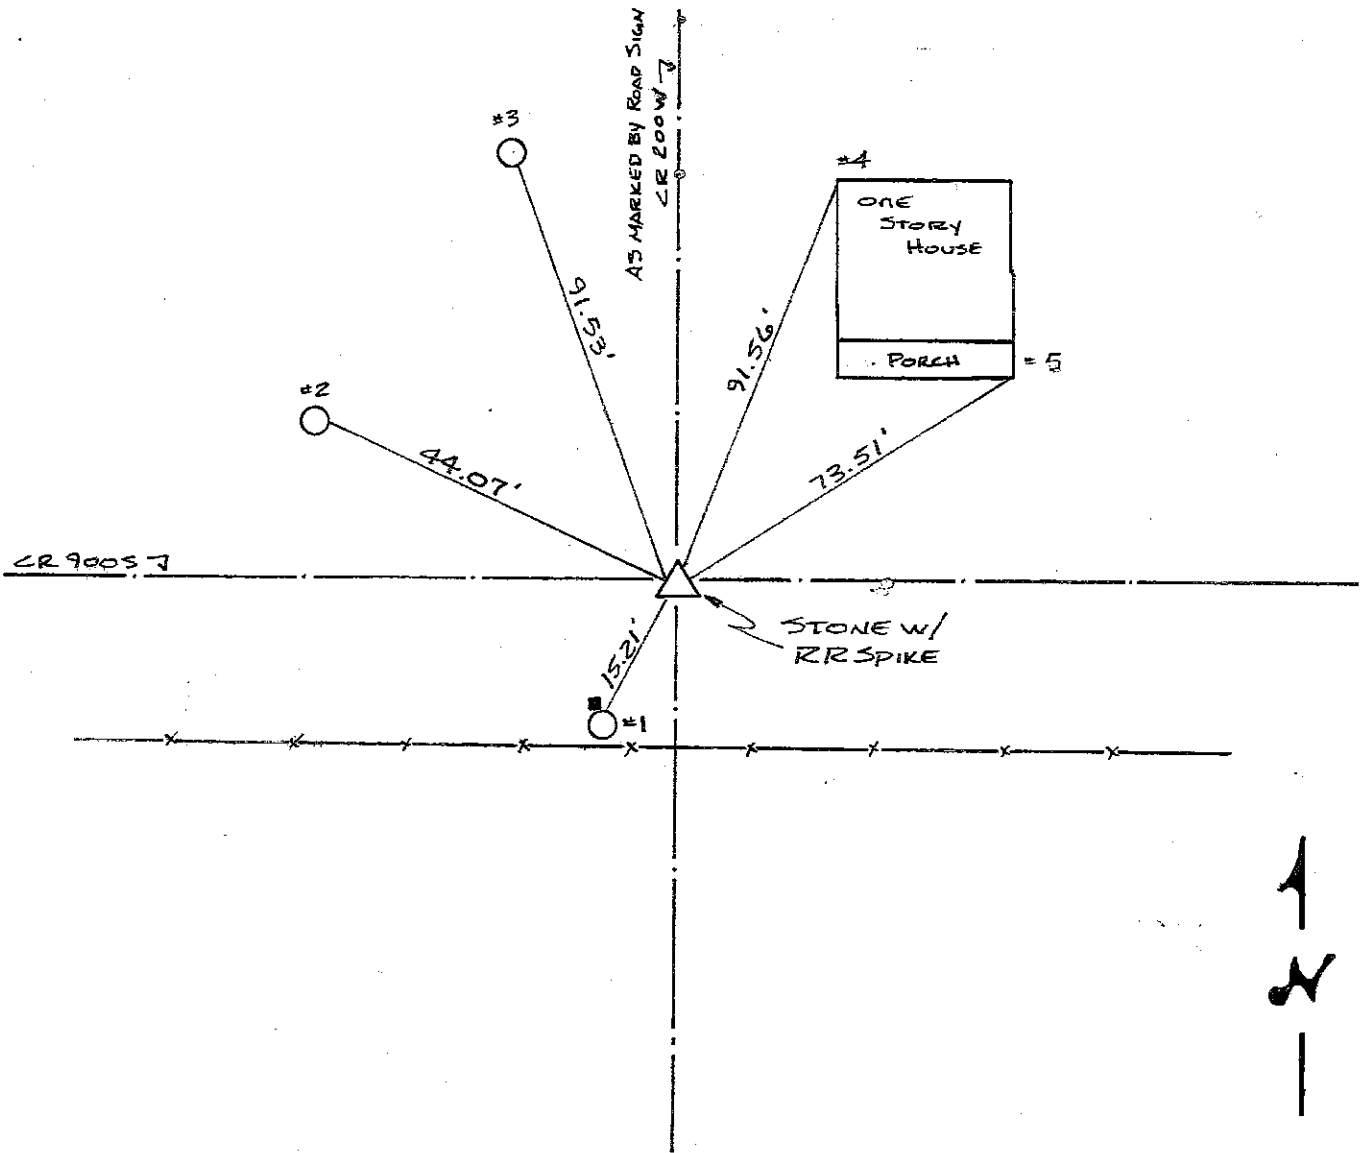 AS MARKED BY ROAD SIGN
CR 200W
#3
#4
ONE
STORY
HOUSE
91.53'
91.56'
PORCH
#5
#2
44.07'
73.51'
CR 900S
STONE W/
RR SPIKE
15.21'
#1
N